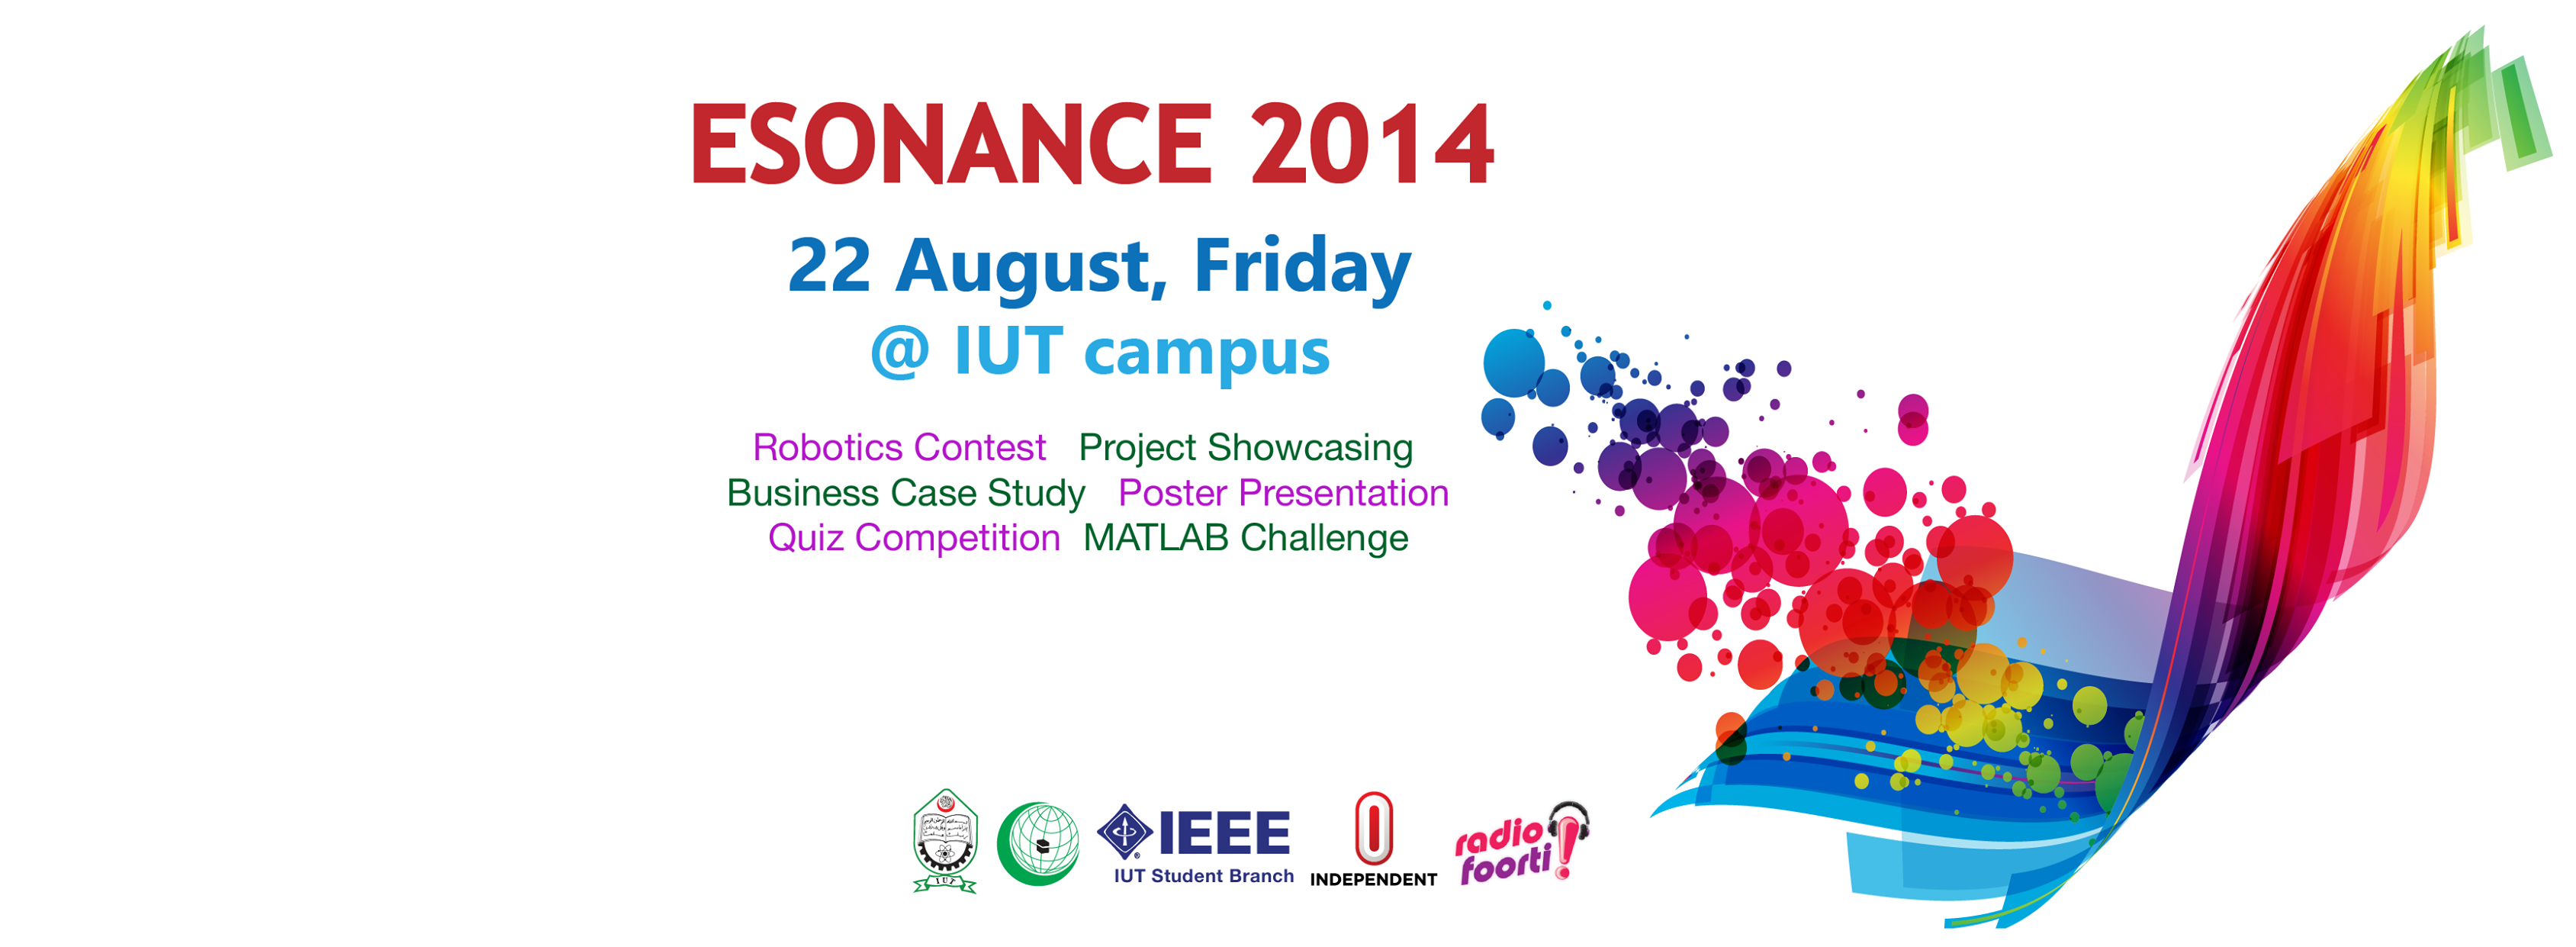 ESONANCE 2014
22 August, Friday
@ IUT campus
Robotics Contest Project Showcasing
Business Case Study Poster Presentation
Quiz Competition MATLAB Challenge
IUT
IEEE
IUT Student Branch
INDEPENDENT
radio
foorti